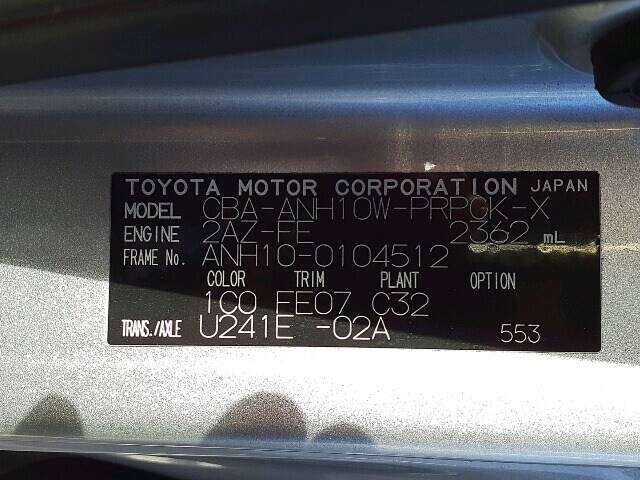 TOYOTA MOTOR CORPORATION JAPAN
MODEL CBA-ANH10W-PRPGK-X
ENGINE 2AZ-FE 2362 mL
FRAME No. ANH10-0104512
COLOR TRIM PLANT OPTION
1C0 EE07 C32
TRANS./AXLE U241E -02A 553